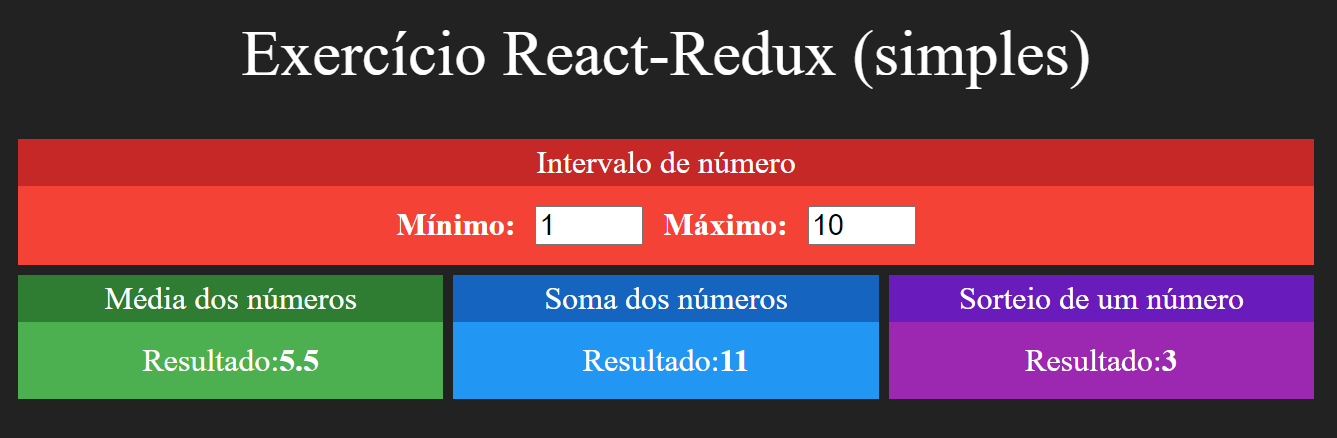 Exercício React-Redux (simples)
Intervalo de número
Mínimo: 1 Máximo: 10
Média dos números
Resultado:5.5
Soma dos números
Resultado:11
Sorteio de um número
Resultado:3